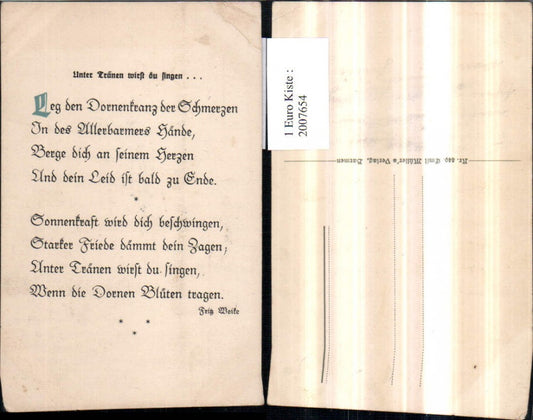 Unter Tränen wirst du singen . . .
Leg den Dornenkranz der Schmerzen
In des Allerbarmers Hände,
Berge dich an seinem Herzen
Und dein Leid ist bald zu Ende.
*
Sonnenkraft wird dich beschwingen,
Starker Friede dämmt dein Zagen;
Unter Tränen wirst du singen,
Wenn die Dornen Blüten tragen.
Fritz Woike
* * *
1 Euro Kiste :
2007654
Emil Müller's Verlag, Barmen